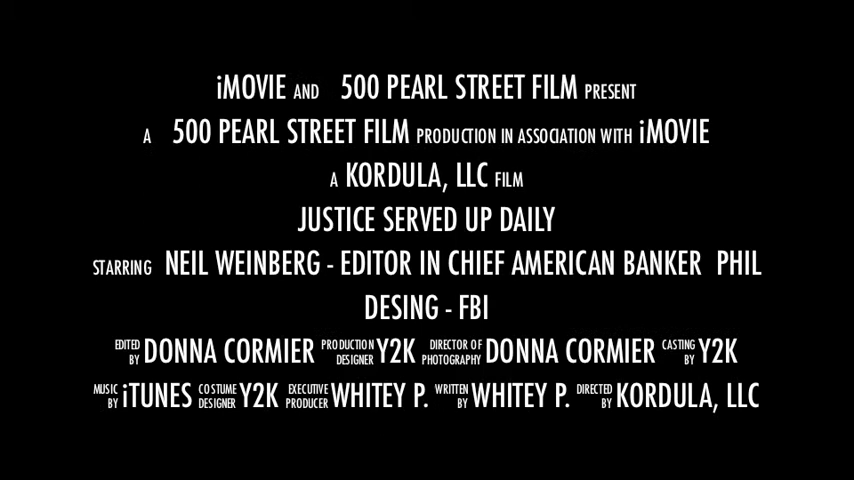 iMOVIE AND 500 PEARL STREET FILM PRESENT
A 500 PEARL STREET FILM PRODUCTION IN ASSOCIATION WITH iMOVIE
A KORDULA, LLC FILM
JUSTICE SERVED UP DAILY
STARRING NEIL WEINBERG - EDITOR IN CHIEF AMERICAN BANKER PHIL
DESING - FBI
EDITED BY DONNA CORMIER PRODUCTION DESIGNER Y2K DIRECTOR OF PHOTOGRAPHY DONNA CORMIER CASTING BY Y2K
MUSIC BY iTUNES COSTUME DESIGNER Y2K EXECUTIVE PRODUCER WHITEY P. WRITTEN BY WHITEY P. DIRECTED BY KORDULA, LLC